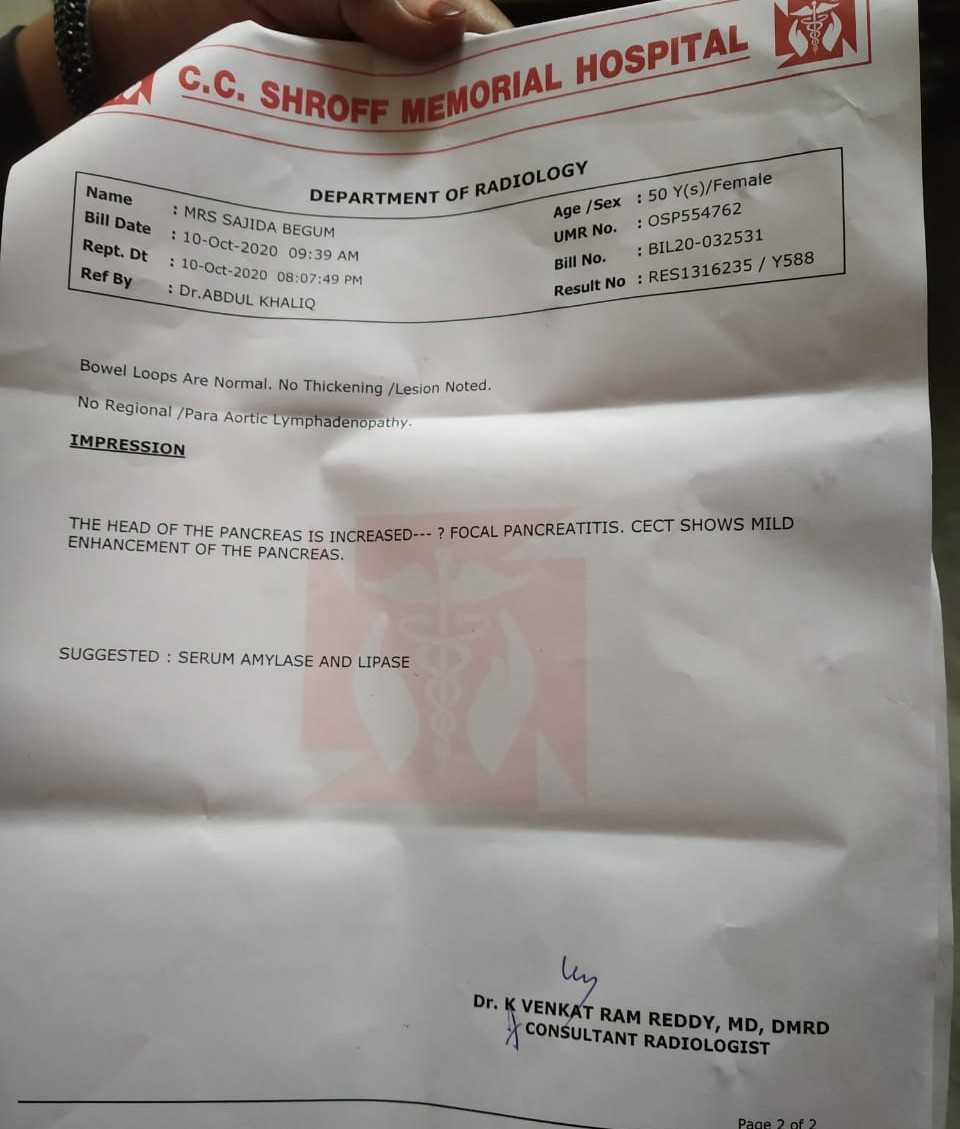 C.C. SHROFF MEMORIAL HOSPITAL
DEPARTMENT OF RADIOLOGY
Name : MRS SAJIDA BEGUM
Bill Date : 10-Oct-2020 09:39 AM
Rept. Dt : 10-Oct-2020 08:07:49 PM
Ref By : Dr.ABDUL KHALIQ
Age /Sex : 50 Y(s)/Female
UMR No. : OSP554762
Bill No. : BIL20-032531
Result No : RES1316235 / Y588
Bowel Loops Are Normal. No Thickening /Lesion Noted.
No Regional /Para Aortic Lymphadenopathy.
IMPRESSION
THE HEAD OF THE PANCREAS IS INCREASED--- ? FOCAL PANCREATITIS. CECT SHOWS MILD
ENHANCEMENT OF THE PANCREAS.
SUGGESTED : SERUM AMYLASE AND LIPASE
Dr. K VENKAT RAM REDDY, MD, DMRD
CONSULTANT RADIOLOGIST
Page 2 of 2